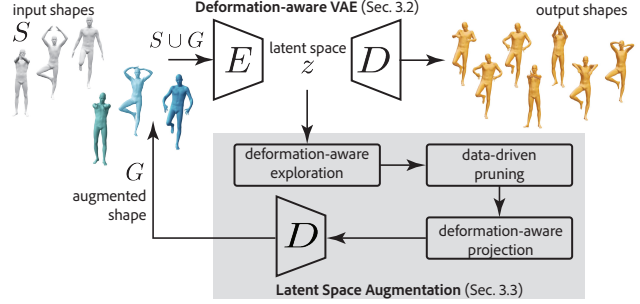 Deformation-aware VAE (Sec. 3.2)
input shapes
output shapes
S
S ∪ G
E
latent space
z
D
deformation-aware
exploration
data-driven
pruning
G
augmented
shape
D
deformation-aware
projection
Latent Space Augmentation (Sec. 3.3)